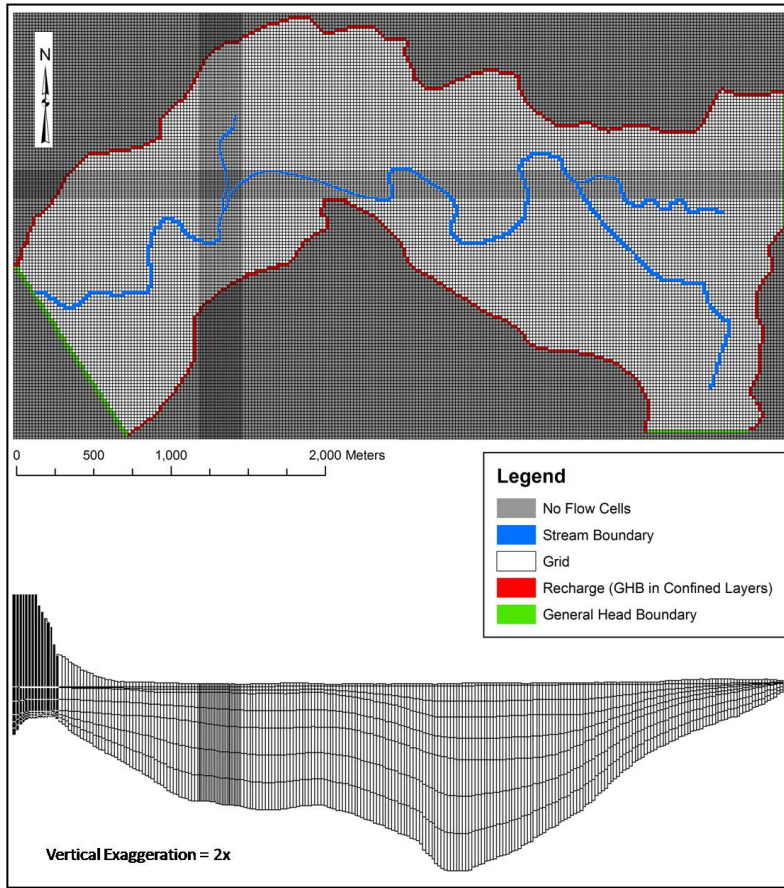 N
0 500 1,000 2,000 Meters
Legend
No Flow Cells
Stream Boundary
Grid
Recharge (GHB in Confined Layers)
General Head Boundary
Vertical Exaggeration = 2x